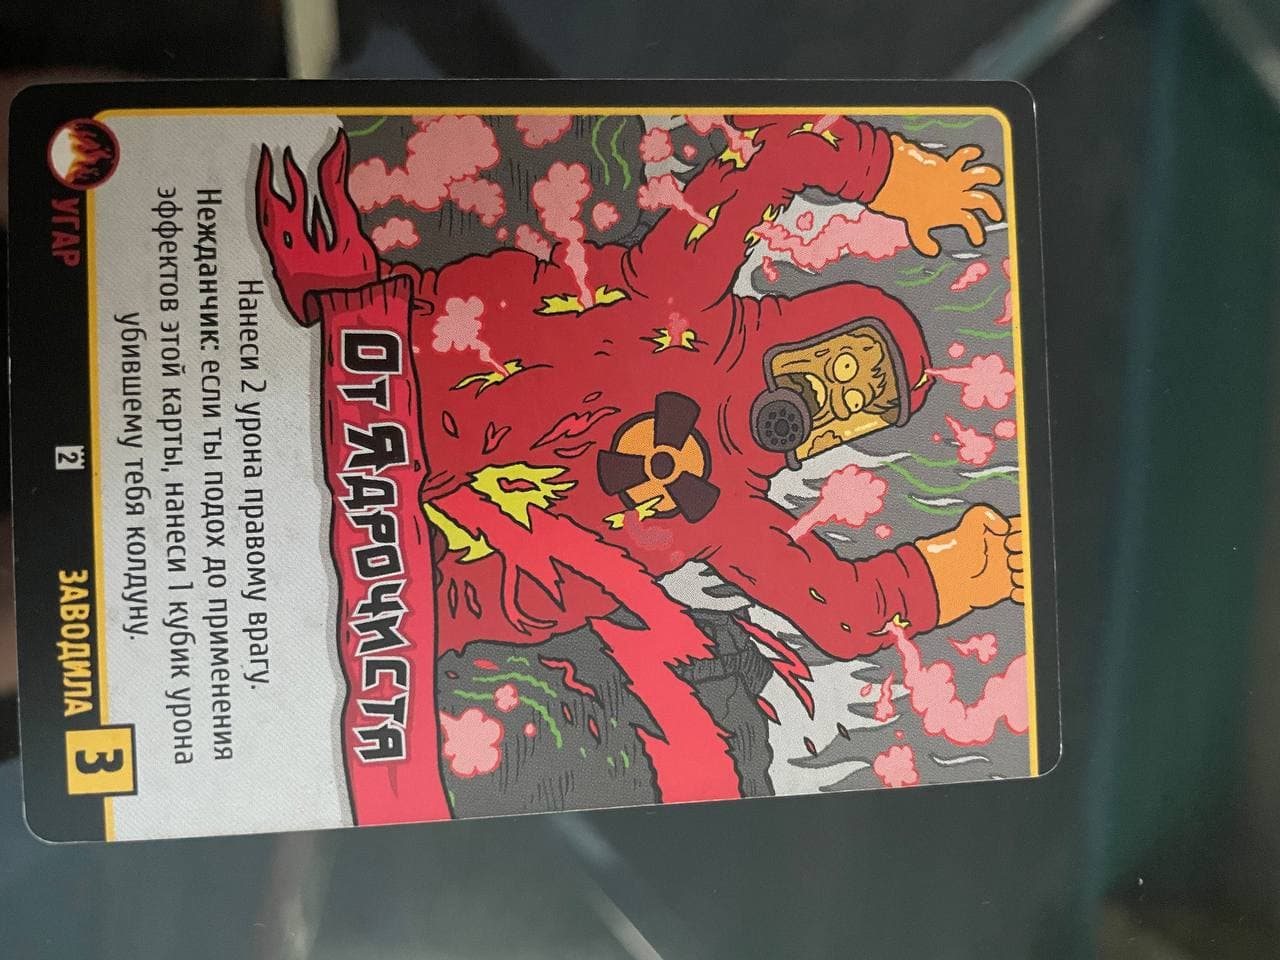 От Ядрочиста
Нанеси 2 урона правому врагу.
Нежданчик: если ты подох до применения
эффектов этой карты, нанеси 1 кубик урона
убившему тебя колдуну.
УГАР
2
ЗАВОДИЛА
3